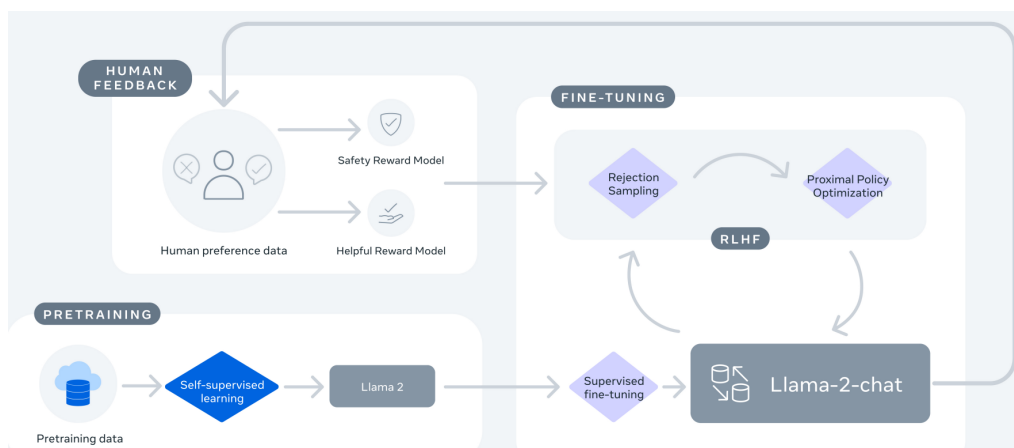 HUMAN
FEEDBACK
Safety Reward Model
Human preference data
Helpful Reward Model
FINE-TUNING
Rejection
Sampling
Proximal Policy
Optimization
RLHF
PRETRAINING
Pretraining data
Self-supervised
learning
Llama 2
Supervised
fine-tuning
Llama-2-chat